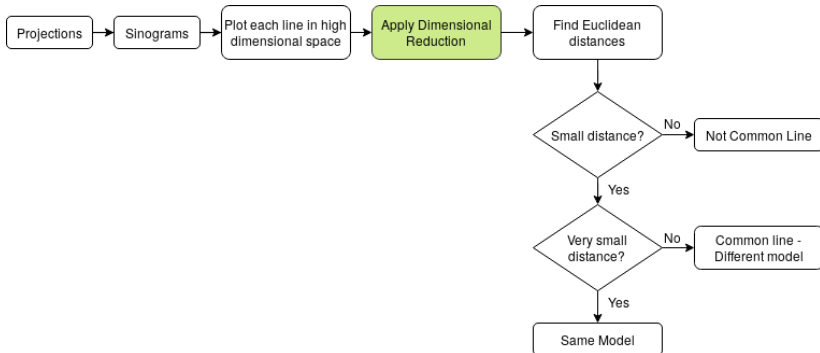 Projections
Sinograms
Plot each line in high
dimensional space
Apply Dimensional
Reduction
Find Euclidean
distances
Small distance?
No
Not Common Line
Yes
Very small
distance?
No
Common line -
Different model
Yes
Same Model